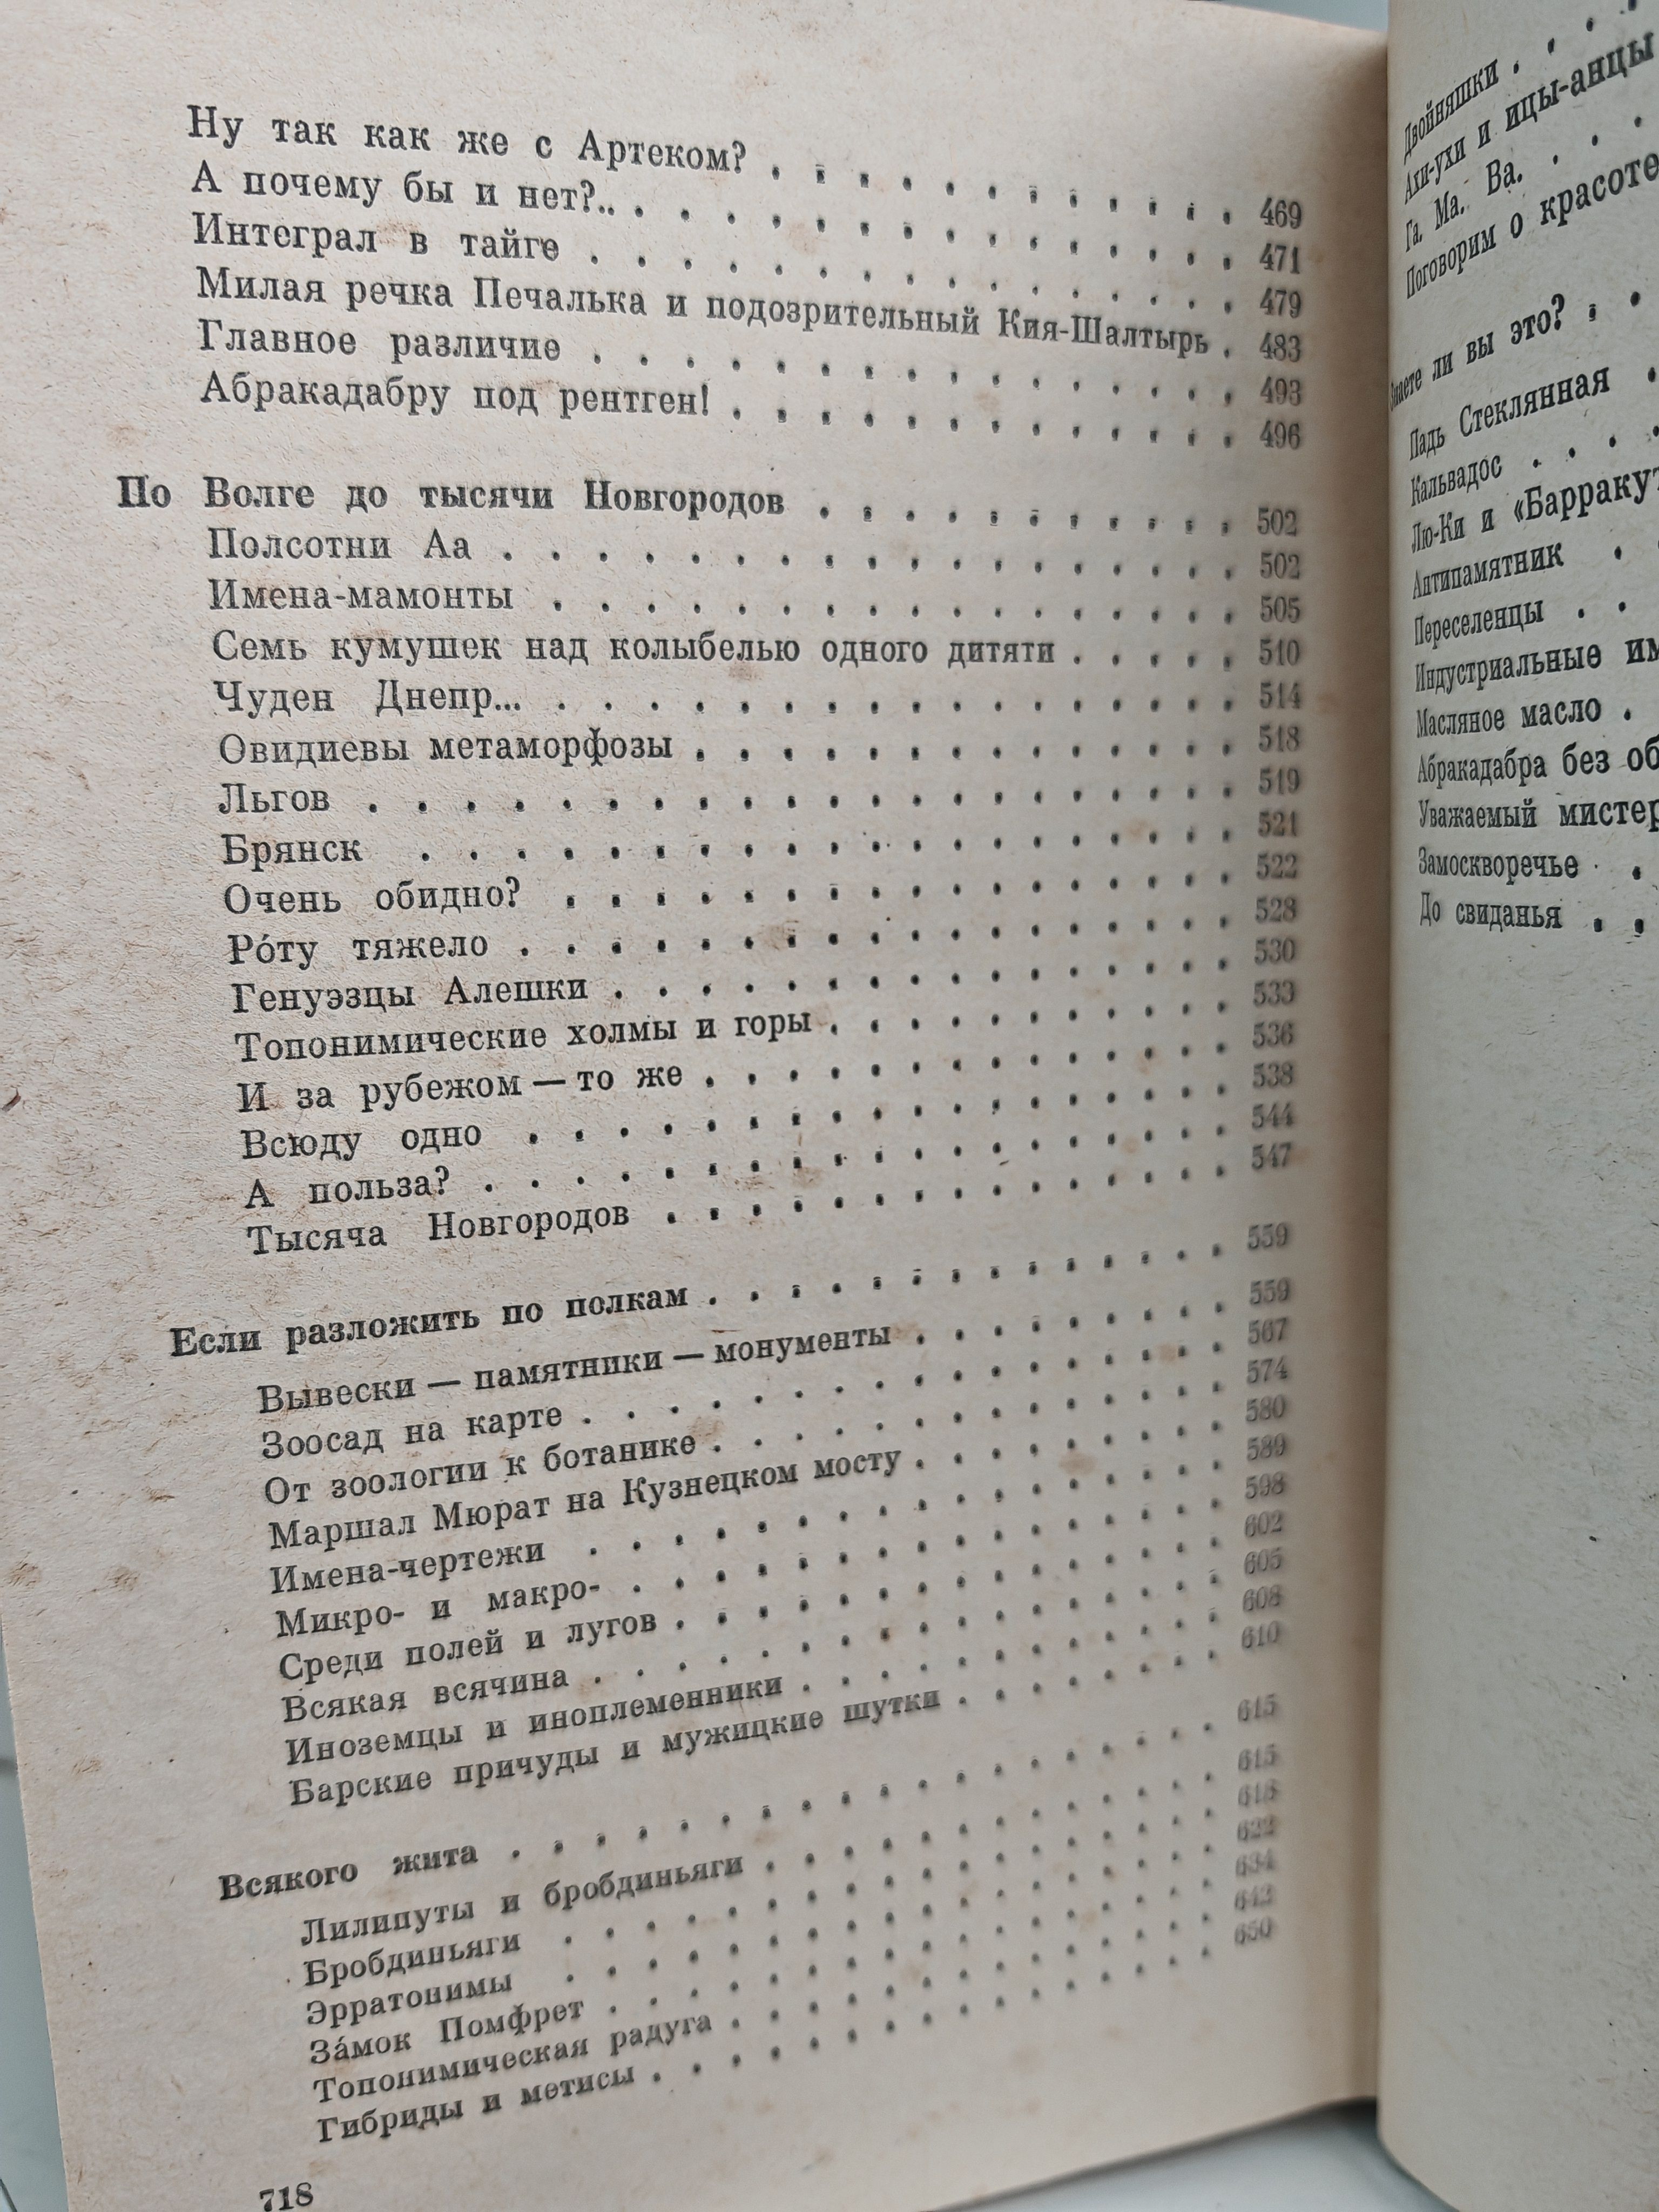 Ну так как же с Артеком? . . . . . . . . . . . 469
А почему бы и нет?.. . . . . . . . . . . . . . . 471
Интеграл в тайге . . . . . . . . . . . . . . . 479
Милая речка Печалька и подозрительный Кия-Шалтырь . 483
Главное различие . . . . . . . . . . . . . . . 493
Абракадабру под рентген! . . . . . . . . . . . . 496
По Волге до тысячи Новгородов . . . . . . . . . . 502
Полсотни Аа . . . . . . . . . . . . . . . . . 502
Имена-мамонты . . . . . . . . . . . . . . . . 505
Семь кумушек над колыбелью одного дитяти . . . . . 510
Чуден Днепр... . . . . . . . . . . . . . . . . 514
Овидиевы метаморфозы . . . . . . . . . . . . . 518
Льгов . . . . . . . . . . . . . . . . . . . . 519
Брянск . . . . . . . . . . . . . . . . . . . 521
Очень обидно? . . . . . . . . . . . . . . . . 522
Ро́ту тяжело . . . . . . . . . . . . . . . . . 528
Генуэзцы Алешки . . . . . . . . . . . . . . . 530
Топонимические холмы и горы . . . . . . . . . . 533
И за рубежом — то же . . . . . . . . . . . . . 536
Всюду одно . . . . . . . . . . . . . . . . . 538
А польза? . . . . . . . . . . . . . . . . . . 544
Тысяча Новгородов . . . . . . . . . . . . . . 547
Если разложить по полкам . . . . . . . . . . . . . 559
Вывески — памятники — монументы . . . . . . . . 559
Зоосад на карте . . . . . . . . . . . . . . . 567
От зоологии к ботанике . . . . . . . . . . . . 574
Маршал Мюрат на Кузнецком мосту . . . . . . . . 580
Имена-чертежи . . . . . . . . . . . . . . . . 589
Микро- и макро- . . . . . . . . . . . . . . . 598
Среди полей и лугов . . . . . . . . . . . . . . 602
Всякая всячина . . . . . . . . . . . . . . . . 605
Иноземцы и иноплеменники . . . . . . . . . . . 608
Барские причуды и мужицкие шутки . . . . . . . 610
Всякого жита . . . . . . . . . . . . . . . . . . 615
Лилипуты и бробдиньяги . . . . . . . . . . . . 615
Бробдиньяги . . . . . . . . . . . . . . . . . 618
Эрратонимы . . . . . . . . . . . . . . . . . 622
За́мок Помфрет . . . . . . . . . . . . . . . . 634
Топонимическая радуга . . . . . . . . . . . . . 642
Гибриды и метисы . . . . . . . . . . . . . . . 650
718
Двойняшки . . .
Ахи-ухи и ицы-анцы
Га. Ма. Ва. . . .
Поговорим о красоте
Знаете ли вы это? . .
Падь Стеклянная .
Кальвадос . . . .
Лю-Ки и «Барракут
Антипамятник .
Переселенцы . .
Индустриальные им
Масляное масло .
Абракадабра без об
Уважаемый мистер
Замоскворечье .
До свиданья . .